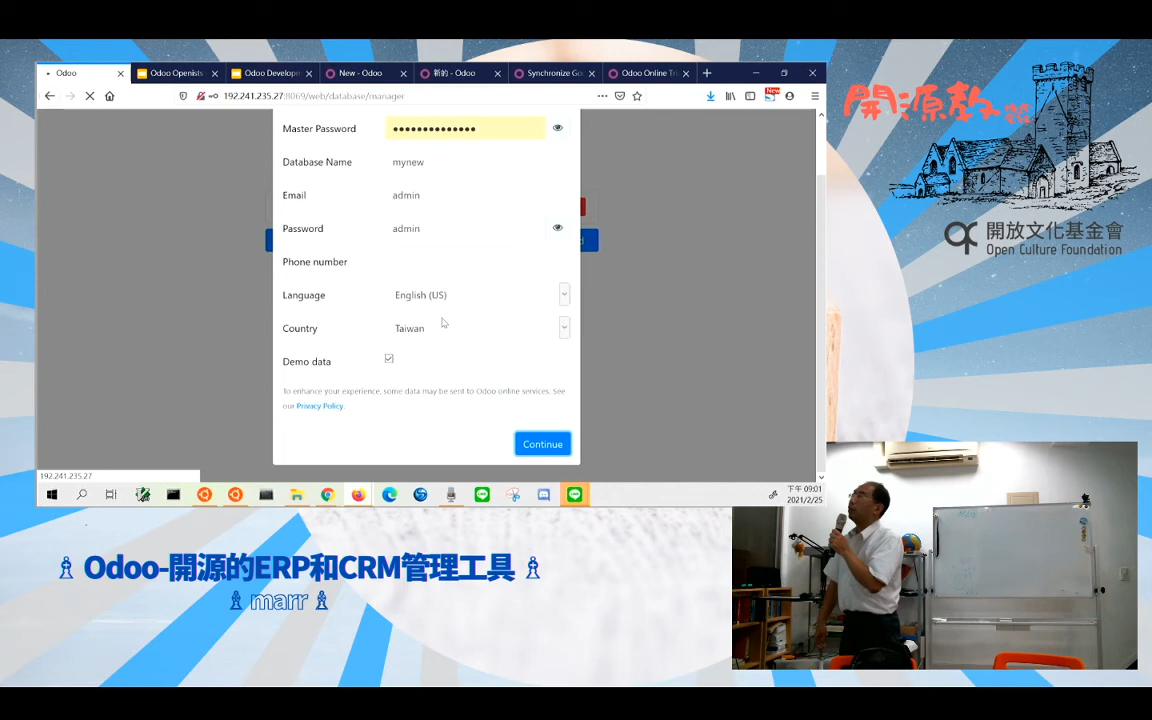 Odoo
Odoo Openists
Odoo Develop
New - Odoo
新的 - Odoo
Synchronize Go
Odoo Online Tr
192.241.235.27:8069/web/database/manager
New
Master Password
●●●●●●●●●●●●●●
Database Name
mynew
Email
admin
Password
admin
Phone number
Language
English (US)
Country
Taiwan
Demo data
To enhance your experience, some data may be sent to Odoo online services. See
our Privacy Policy.
Continue
192.241.235.27
下午 09:01
2021/2/25
開源教
開放文化基金會
Open Culture Foundation
Odoo-開源的ERP和CRM管理工具
marr